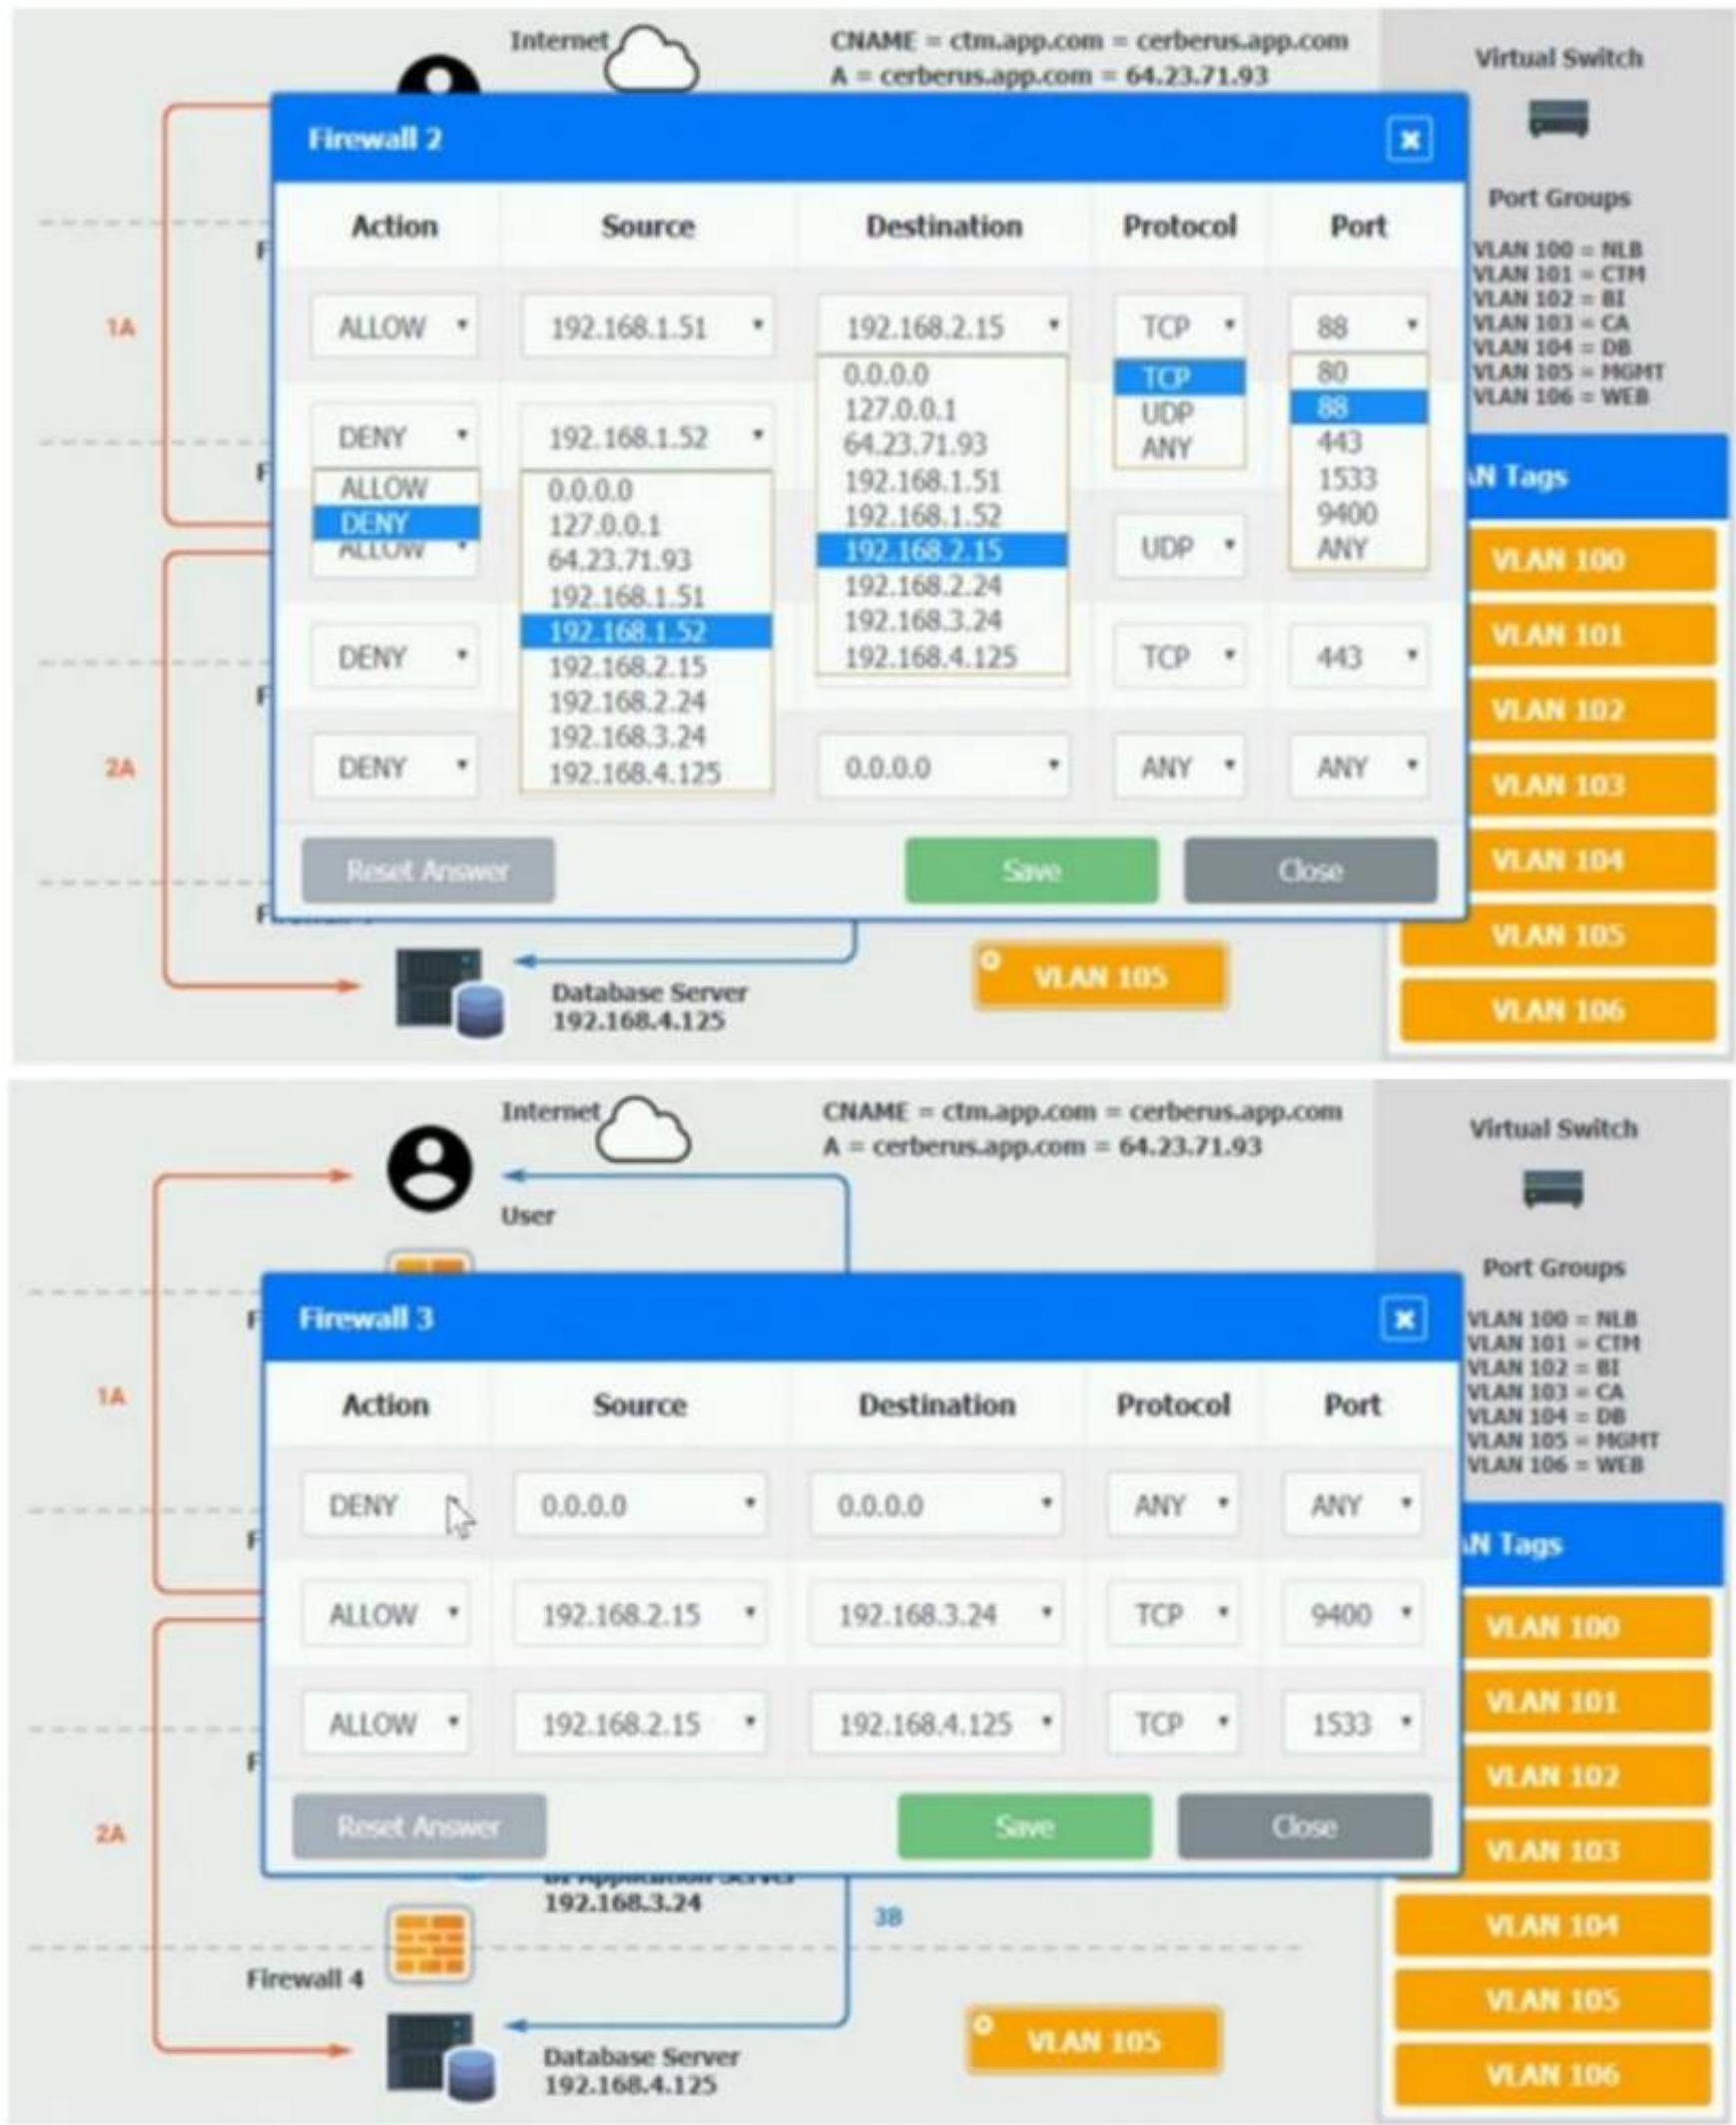 Internet
CNAME = ctm.app.com = cerberus.app.com
A = cerberus.app.com = 64.23.71.93
Virtual Switch
Port Groups
VLAN 100 = NLB
VLAN 101 = CTM
VLAN 102 = BI
VLAN 103 = CA
VLAN 104 = DB
VLAN 105 = MGMT
VLAN 106 = WEB
1A
2A
Firewall 2
Action Source Destination Protocol Port
ALLOW 192.168.1.51 192.168.2.15 TCP 88
0.0.0.0
127.0.0.1
64.23.71.93
192.168.1.51
192.168.1.52
192.168.2.15
192.168.2.24
192.168.3.24
192.168.4.125
TCP
UDP
ANY
80
88
443
1533
9400
ANY
DENY 192.168.1.52
ALLOW
DENY
0.0.0.0
127.0.0.1
64.23.71.93
192.168.1.51
192.168.1.52
192.168.2.15
192.168.2.24
192.168.3.24
192.168.4.125
ALLOW UDP
DENY TCP 443
DENY 0.0.0.0 ANY ANY
Reset Answer Save Close
N Tags
VLAN 100
VLAN 101
VLAN 102
VLAN 103
VLAN 104
VLAN 105
VLAN 106
Database Server
192.168.4.125
VLAN 105
Internet
CNAME = ctm.app.com = cerberus.app.com
A = cerberus.app.com = 64.23.71.93
User
Virtual Switch
Port Groups
VLAN 100 = NLB
VLAN 101 = CTM
VLAN 102 = BI
VLAN 103 = CA
VLAN 104 = DB
VLAN 105 = MGMT
VLAN 106 = WEB
1A
2A
Firewall 3
Action Source Destination Protocol Port
DENY 0.0.0.0 0.0.0.0 ANY ANY
ALLOW 192.168.2.15 192.168.3.24 TCP 9400
ALLOW 192.168.2.15 192.168.4.125 TCP 1533
Reset Answer Save Close
N Tags
VLAN 100
VLAN 101
VLAN 102
VLAN 103
VLAN 104
VLAN 105
VLAN 106
BI Application Server
192.168.3.24
3B
Firewall 4
Database Server
192.168.4.125
VLAN 105